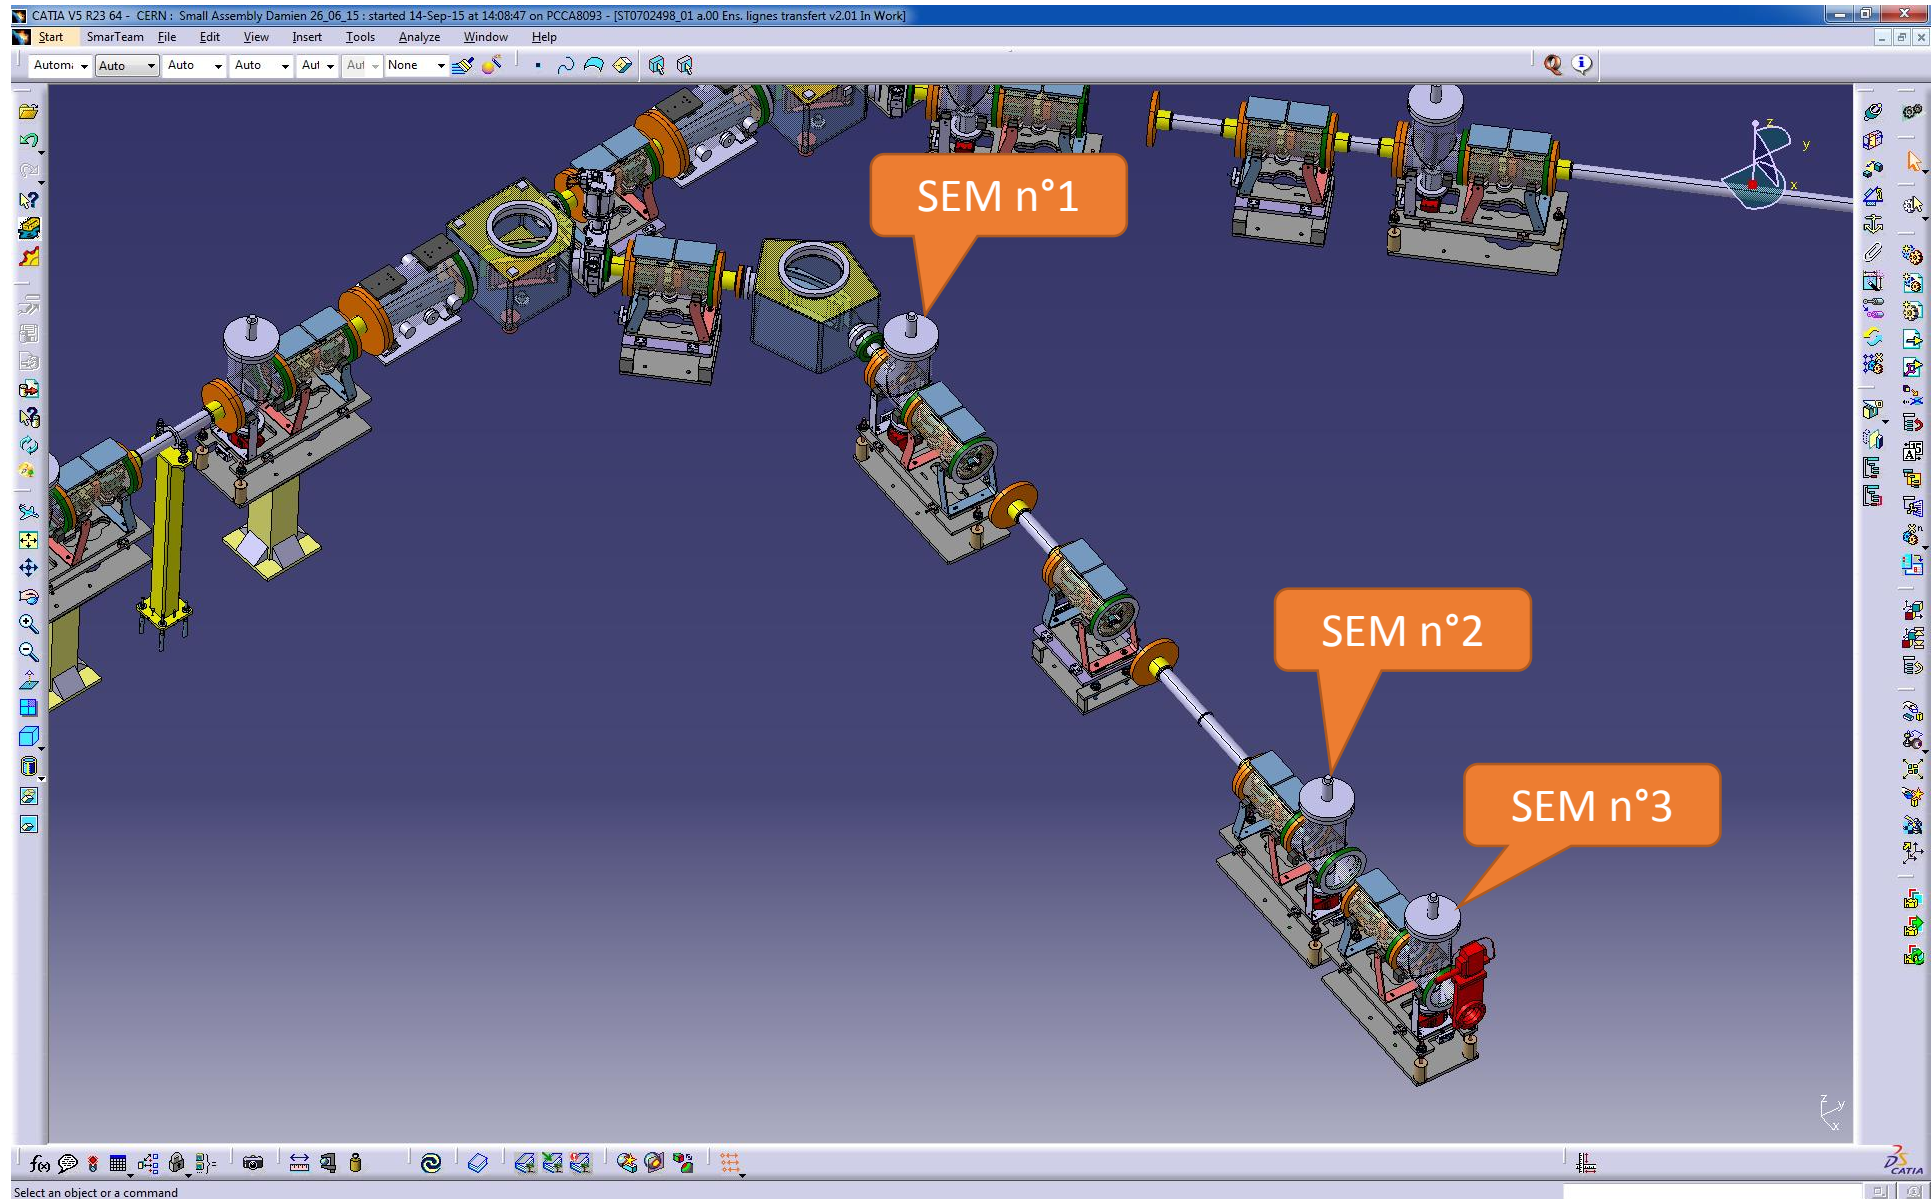 CATIA V5 R23 64 - CERN : Small Assembly Damien 26_06_15 : started 14-Sep-15 at 14:08:47 on PCCA8093 - [ST0702498_01 a.00 Ens. lignes transfert v2.01 In Work]
Start SmarTeam File Edit View Insert Tools Analyze Window Help
Auto Auto Auto None
z
y
x
SEM n°1
SEM n°2
SEM n°3
z y
x
f(x)
CATIA
Select an object or a command